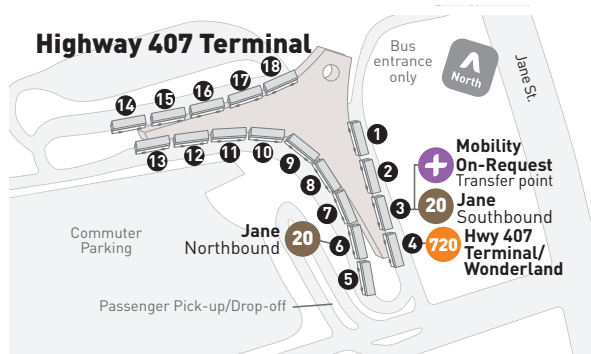 Highway 407 Terminal
Bus
entrance
only
North
Jane St.
18
17
16
15
14
13
12
11
10
9
8
7
6
5
1
2
3
4
Mobility
On-Request
Transfer point
20 Jane
Southbound
720 Hwy 407
Terminal/
Wonderland
Jane 20
Northbound
Commuter
Parking
Passenger Pick-up/Drop-off